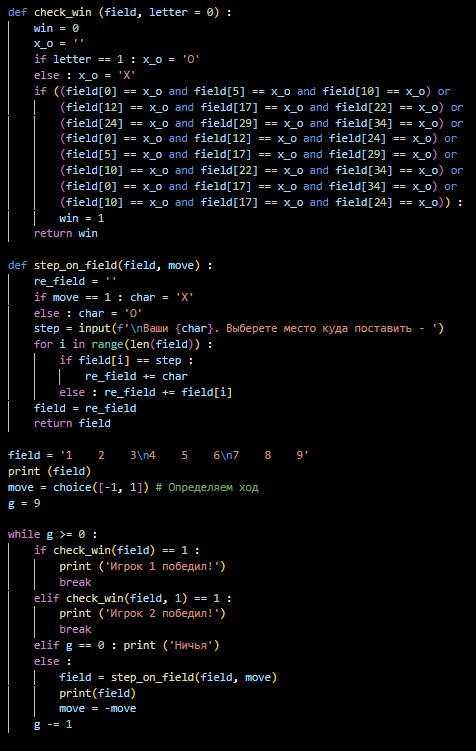 def check_win (field, letter = 0) :
    win = 0
    x_o = ''
    if letter == 1 : x_o = 'O'
    else : x_o = 'X'
    if ((field[0] == x_o and field[5] == x_o and field[10] == x_o) or
        (field[12] == x_o and field[17] == x_o and field[22] == x_o) or
        (field[24] == x_o and field[29] == x_o and field[34] == x_o) or
        (field[0] == x_o and field[12] == x_o and field[24] == x_o) or
        (field[5] == x_o and field[17] == x_o and field[29] == x_o) or
        (field[10] == x_o and field[22] == x_o and field[34] == x_o) or
        (field[0] == x_o and field[17] == x_o and field[34] == x_o) or
        (field[10] == x_o and field[17] == x_o and field[24] == x_o)) :
        win = 1
    return win

def step_on_field(field, move) :
    re_field = ''
    if move == 1 : char = 'X'
    else : char = 'O'
    step = input(f'\nВаши {char}. Выберете место куда поставить - ')
    for i in range(len(field)) :
        if field[i] == step :
            re_field += char
        else : re_field += field[i]
    field = re_field
    return field

field = '1    2    3\n4    5    6\n7    8    9'
print (field)
move = choice([-1, 1]) # Определяем ход
g = 9

while g >= 0 :
    if check_win(field) == 1 :
        print ('Игрок 1 победил!')
        break
    elif check_win(field, 1) == 1 :
        print ('Игрок 2 победил!')
        break
    elif g == 0 : print ('Ничья')
    else :
        field = step_on_field(field, move)
        print(field)
        move = -move
    g -= 1